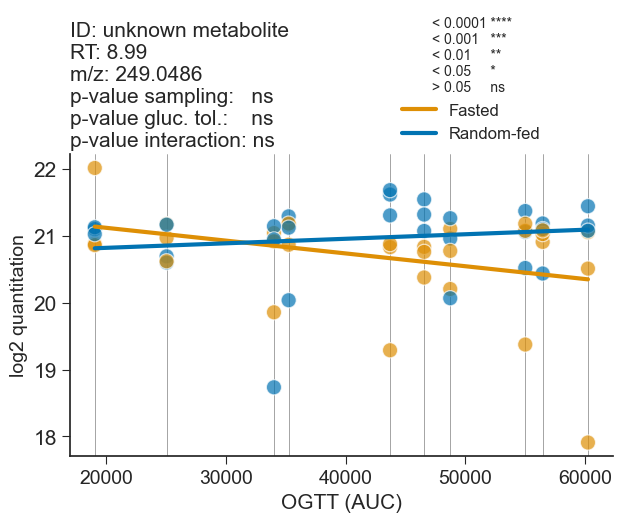 ID: unknown metabolite
RT: 8.99
m/z: 249.0486
p-value sampling: ns
p-value gluc. tol.: ns
p-value interaction: ns
< 0.0001 ****
< 0.001 ***
< 0.01 **
< 0.05 *
> 0.05 ns
Fasted
Random-fed
log2 quantitation
22
21
20
19
18
20000 30000 40000 50000 60000
OGTT (AUC)